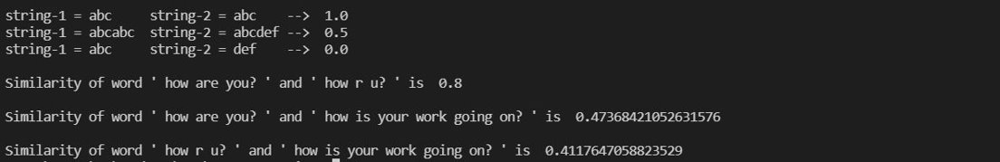 string-1 = abc     string-2 = abc    -->  1.0
string-1 = abcabc  string-2 = abcdef -->  0.5
string-1 = abc     string-2 = def    -->  0.0
Similarity of word ' how are you? ' and ' how r u? ' is  0.8
Similarity of word ' how are you? ' and ' how is your work going on? ' is  0.47368421052631576
Similarity of word ' how r u? ' and ' how is your work going on? ' is  0.4117647058823529